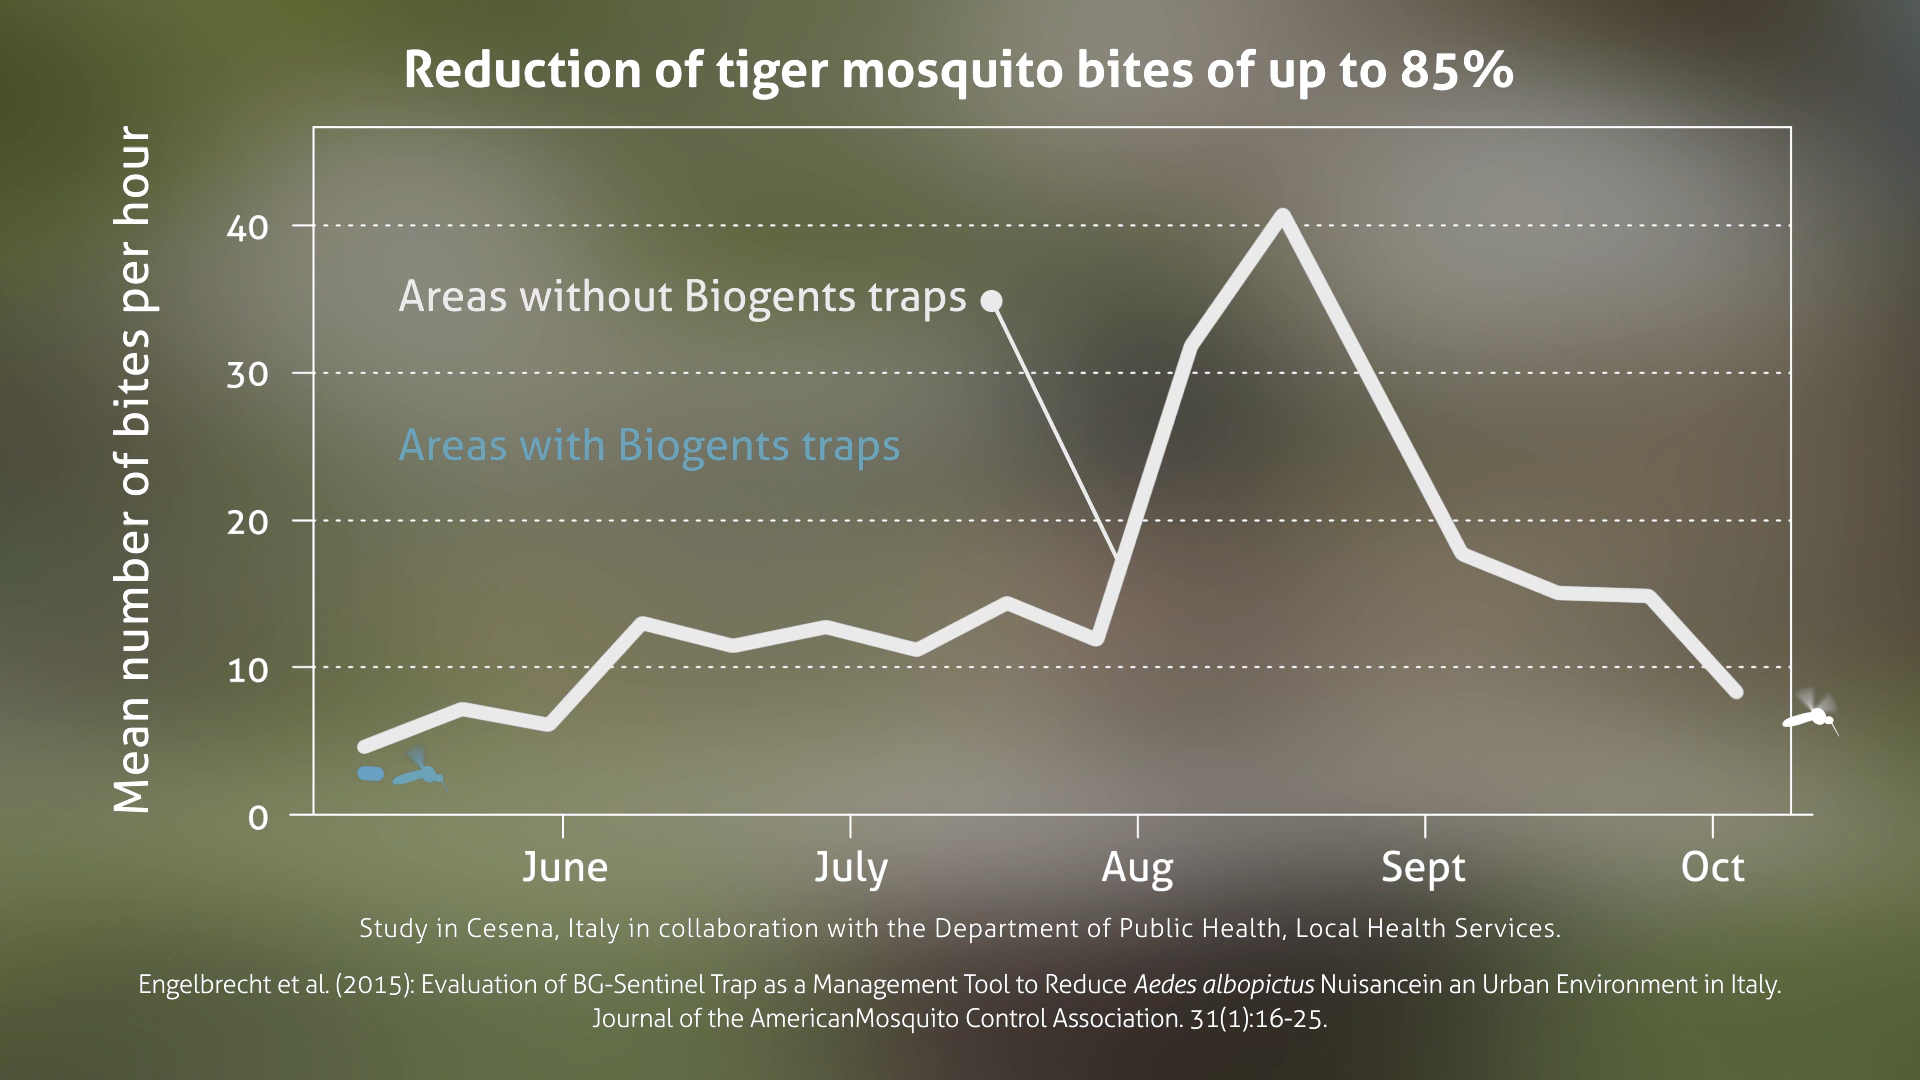 Reduction of tiger mosquito bites of up to 85%
Mean number of bites per hour
40
30
20
10
0
Areas without Biogents traps
Areas with Biogents traps
June July Aug Sept Oct
Study in Cesena, Italy in collaboration with the Department of Public Health, Local Health Services.
Engelbrecht et al. (2015): Evaluation of BG-Sentinel Trap as a Management Tool to Reduce Aedes albopictus Nuisancein an Urban Environment in Italy.
Journal of the AmericanMosquito Control Association. 31(1):16-25.